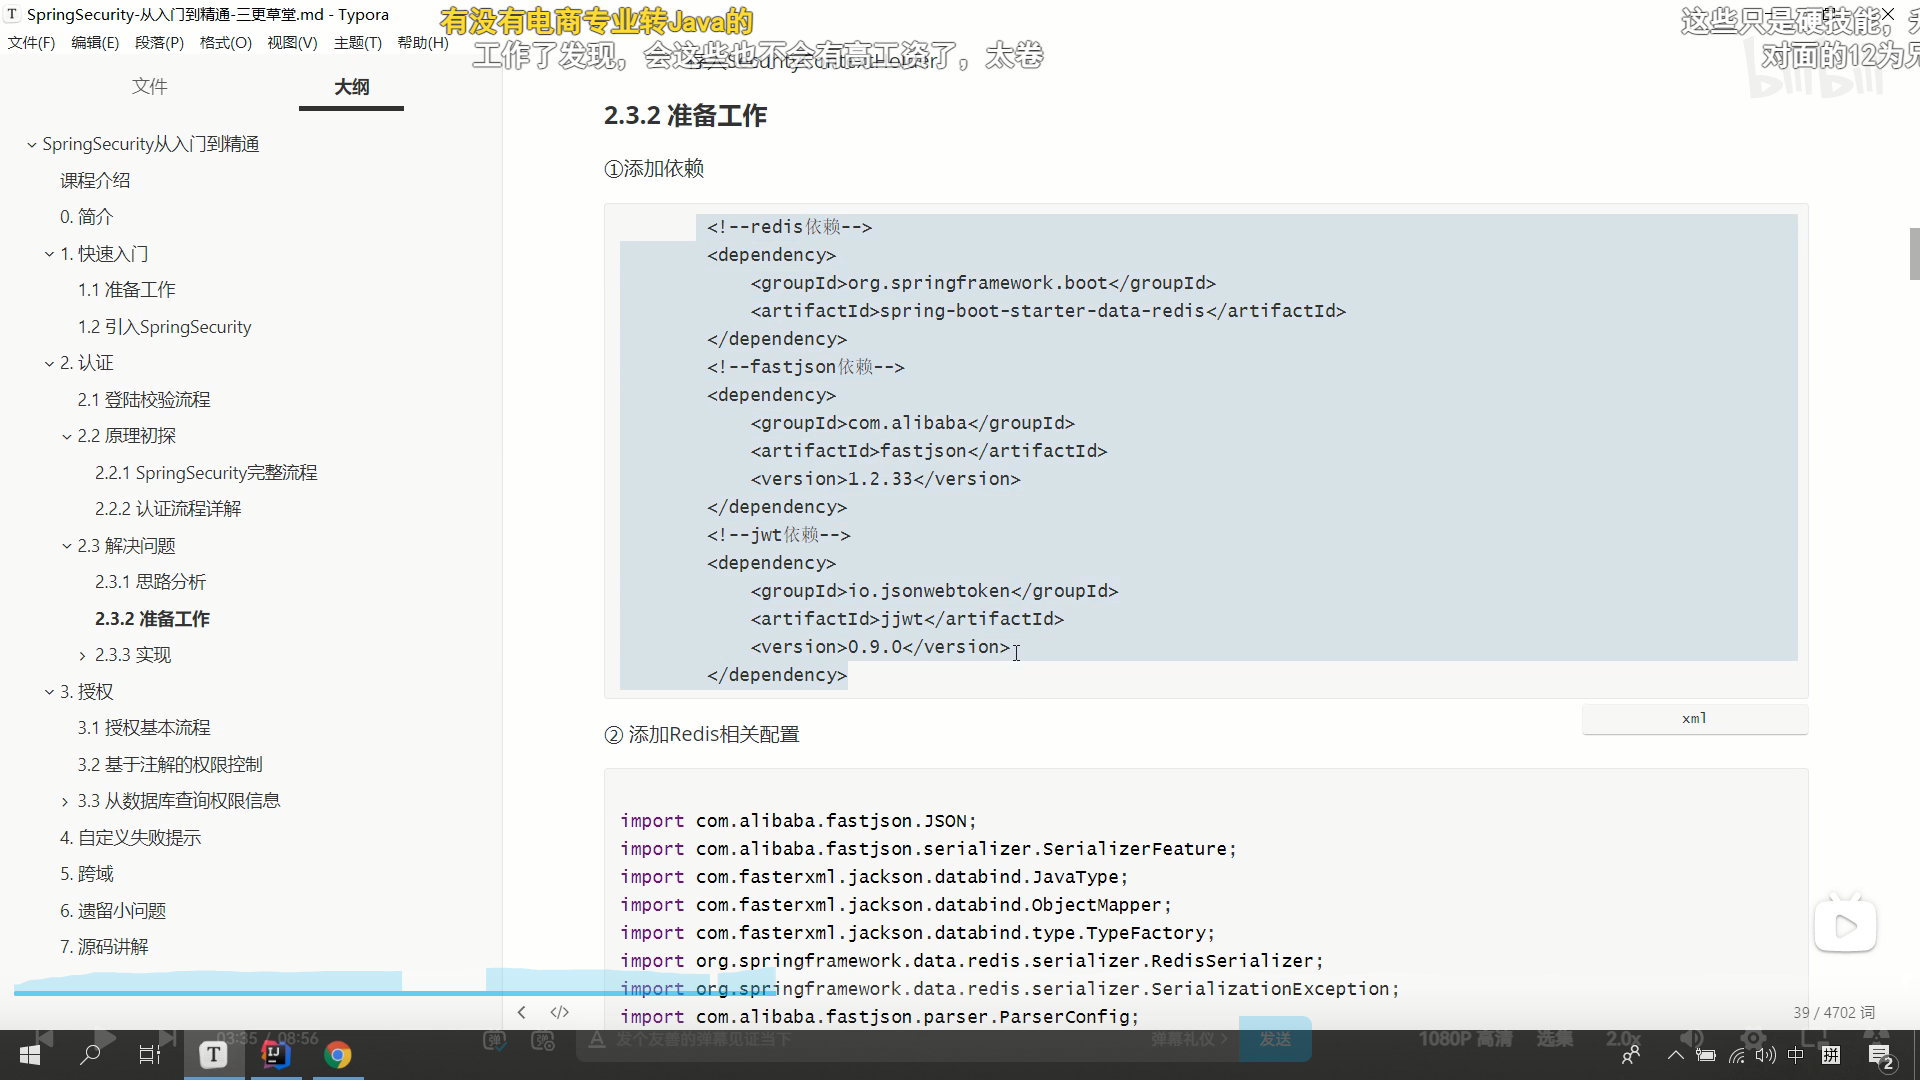 SpringSecurity-从入门到精通-三更草堂.md - Typora
有没有电商专业转Java的
这些只是硬技能，
文件(F) 编辑(E) 段落(P) 格式(O) 视图(V) 主题(T) 帮助(H)
工作了发现，会这些也不会有高工资了，太卷
对面的12为兄
bilibili
文件
大纲
SpringSecurity从入门到精通
课程介绍
0. 简介
1. 快速入门
1.1 准备工作
1.2 引入SpringSecurity
2. 认证
2.1 登陆校验流程
2.2 原理初探
2.2.1 SpringSecurity完整流程
2.2.2 认证流程详解
2.3 解决问题
2.3.1 思路分析
2.3.2 准备工作
2.3.3 实现
3. 授权
3.1 授权基本流程
3.2 基于注解的权限控制
3.3 从数据库查询权限信息
4. 自定义失败提示
5. 跨域
6. 遗留小问题
7. 源码讲解
2.3.2 准备工作
①添加依赖
<!--redis依赖-->
<dependency>
<groupId>org.springframework.boot</groupId>
<artifactId>spring-boot-starter-data-redis</artifactId>
</dependency>
<!--fastjson依赖-->
<dependency>
<groupId>com.alibaba</groupId>
<artifactId>fastjson</artifactId>
<version>1.2.33</version>
</dependency>
<!--jwt依赖-->
<dependency>
<groupId>io.jsonwebtoken</groupId>
<artifactId>jjwt</artifactId>
<version>0.9.0</version>
</dependency>
xml
② 添加Redis相关配置
import com.alibaba.fastjson.JSON;
import com.alibaba.fastjson.serializer.SerializerFeature;
import com.fasterxml.jackson.databind.JavaType;
import com.fasterxml.jackson.databind.ObjectMapper;
import com.fasterxml.jackson.databind.type.TypeFactory;
import org.springframework.data.redis.serializer.RedisSerializer;
import org.springframework.data.redis.serializer.SerializationException;
import com.alibaba.fastjson.parser.ParserConfig;
39 / 4702 词
03:35 / 08:56
发个友善的弹幕见证当下
弹幕礼仪 >
发送
1080P 高清
选集
2.0x
中
拼
2